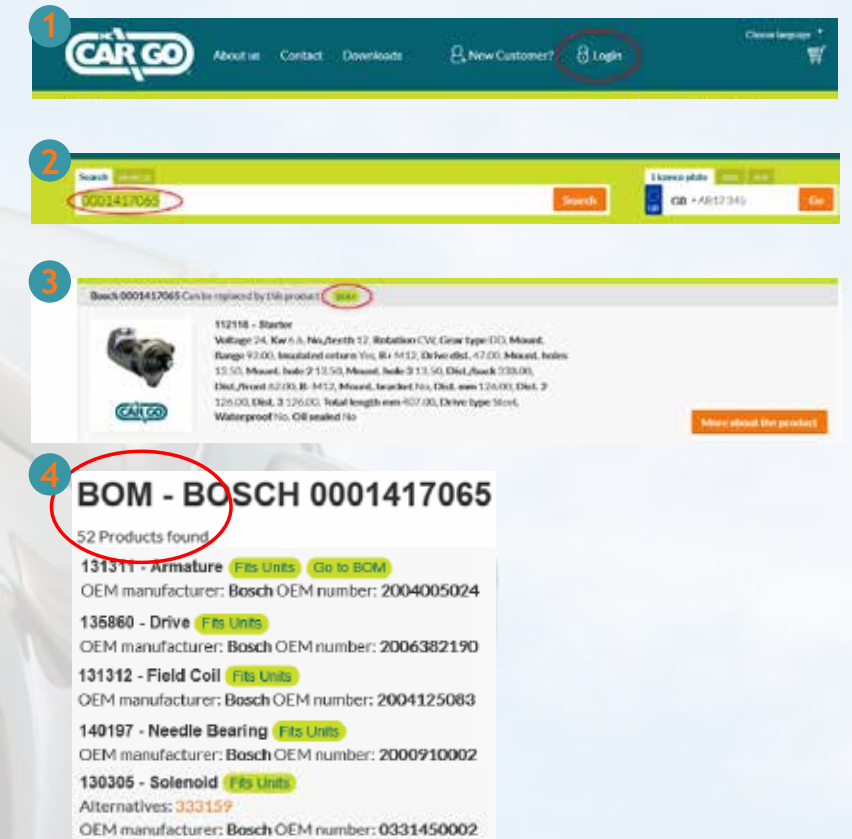 1
CARGO
About us Contact Downloads New Customer? Login
Choose language
2
Search
Licence plate
0001417065
Search
GB
Go
3
Bosch 0001417065 Can be replaced by this product BOM
112118 - Starter
Voltage 24, Kw 6.6, No./teeth 12, Rotation CW, Gear type DD, Mount.
flange 92.00, Insulated return Yes, B+ M12, Drive dist. 47.00, Mount. holes
13.50, Mount. hole 2 13.50, Mount. hole 3 13.50, Dist./back
Dist./front 62.00, B- M12, Mount. bracket No, Dist. mm 126.00, Dist. 2
126.00, Dist. 3 126.00, Total length mm 407.00, Drive type
Waterproof No, Oil sealed No
CARGO
More about the product
4
BOM - BOSCH 0001417065
52 Products found
131311 - Armature Fits Units Go to BOM
OEM manufacturer: Bosch OEM number: 2004005024
135860 - Drive Fits Units
OEM manufacturer: Bosch OEM number: 2006382190
131312 - Field Coil Fits Units
OEM manufacturer: Bosch OEM number: 2004125083
140197 - Needle Bearing Fits Units
OEM manufacturer: Bosch OEM number: 2000910002
130305 - Solenoid Fits Units
Alternatives: 333159
OEM manufacturer: Bosch OEM number: 0331450002